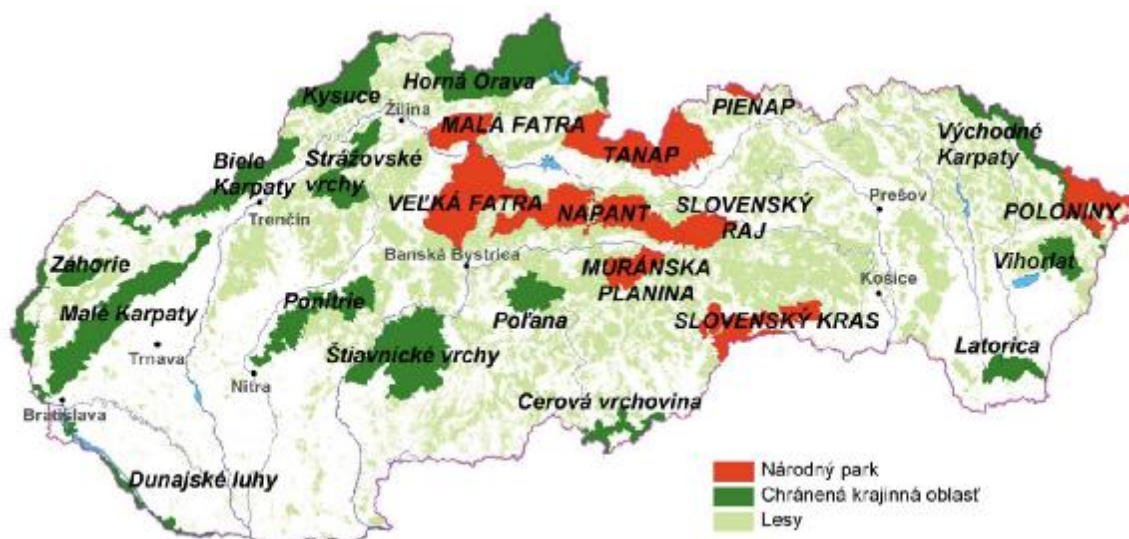 Horná Orava
Kysuce
Žilina
PIENAP
MALÁ FATRA
TANAP
Východné
Karpaty
Biele
Karpaty
Strážovské
vrchy
Trenčín
VEĽKÁ FATRA
NAPANT
SLOVENSKÝ
RAJ
Prešov
POLONINY
Záhorie
Banská Bystrica
MURÁNSKA
PLANINA
Vihorlat
Malé Karpaty
Ponitrie
Poľana
Košice
SLOVENSKÝ KRAS
Trnava
Štiavnické vrchy
Latorica
Nitra
Bratislava
Cerová vrchovina
Dunajské luhy
Národný park
Chránená krajinná oblasť
Lesy